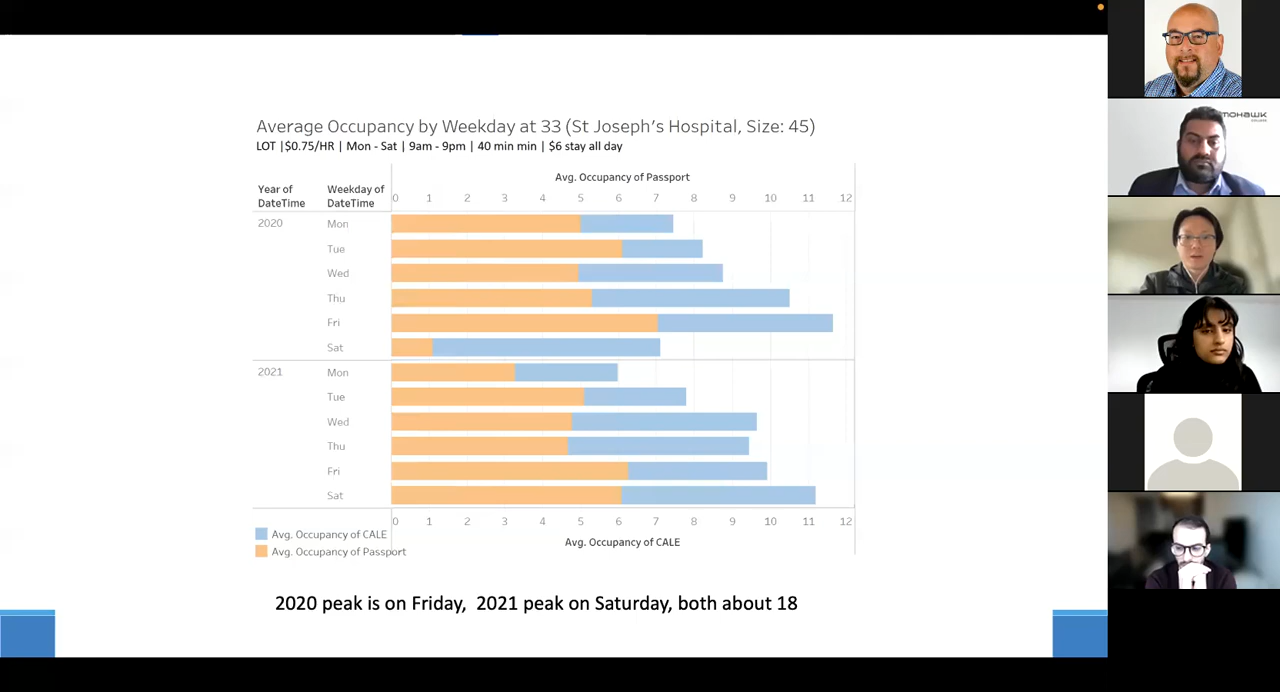 Average Occupancy by Weekday at 33 (St Joseph's Hospital, Size: 45)
LOT |$0.75/HR | Mon - Sat | 9am - 9pm | 40 min min | $6 stay all day
Avg. Occupancy of Passport
Year of DateTime
Weekday of DateTime
0 1 2 3 4 5 6 7 8 9 10 11 12
2020 Mon
Tue
Wed
Thu
Fri
Sat
2021 Mon
Tue
Wed
Thu
Fri
Sat
0 1 2 3 4 5 6 7 8 9 10 11 12
Avg. Occupancy of CALE
Avg. Occupancy of CALE
Avg. Occupancy of Passport
2020 peak is on Friday, 2021 peak on Saturday, both about 18
MOHAWK
COLLEGE